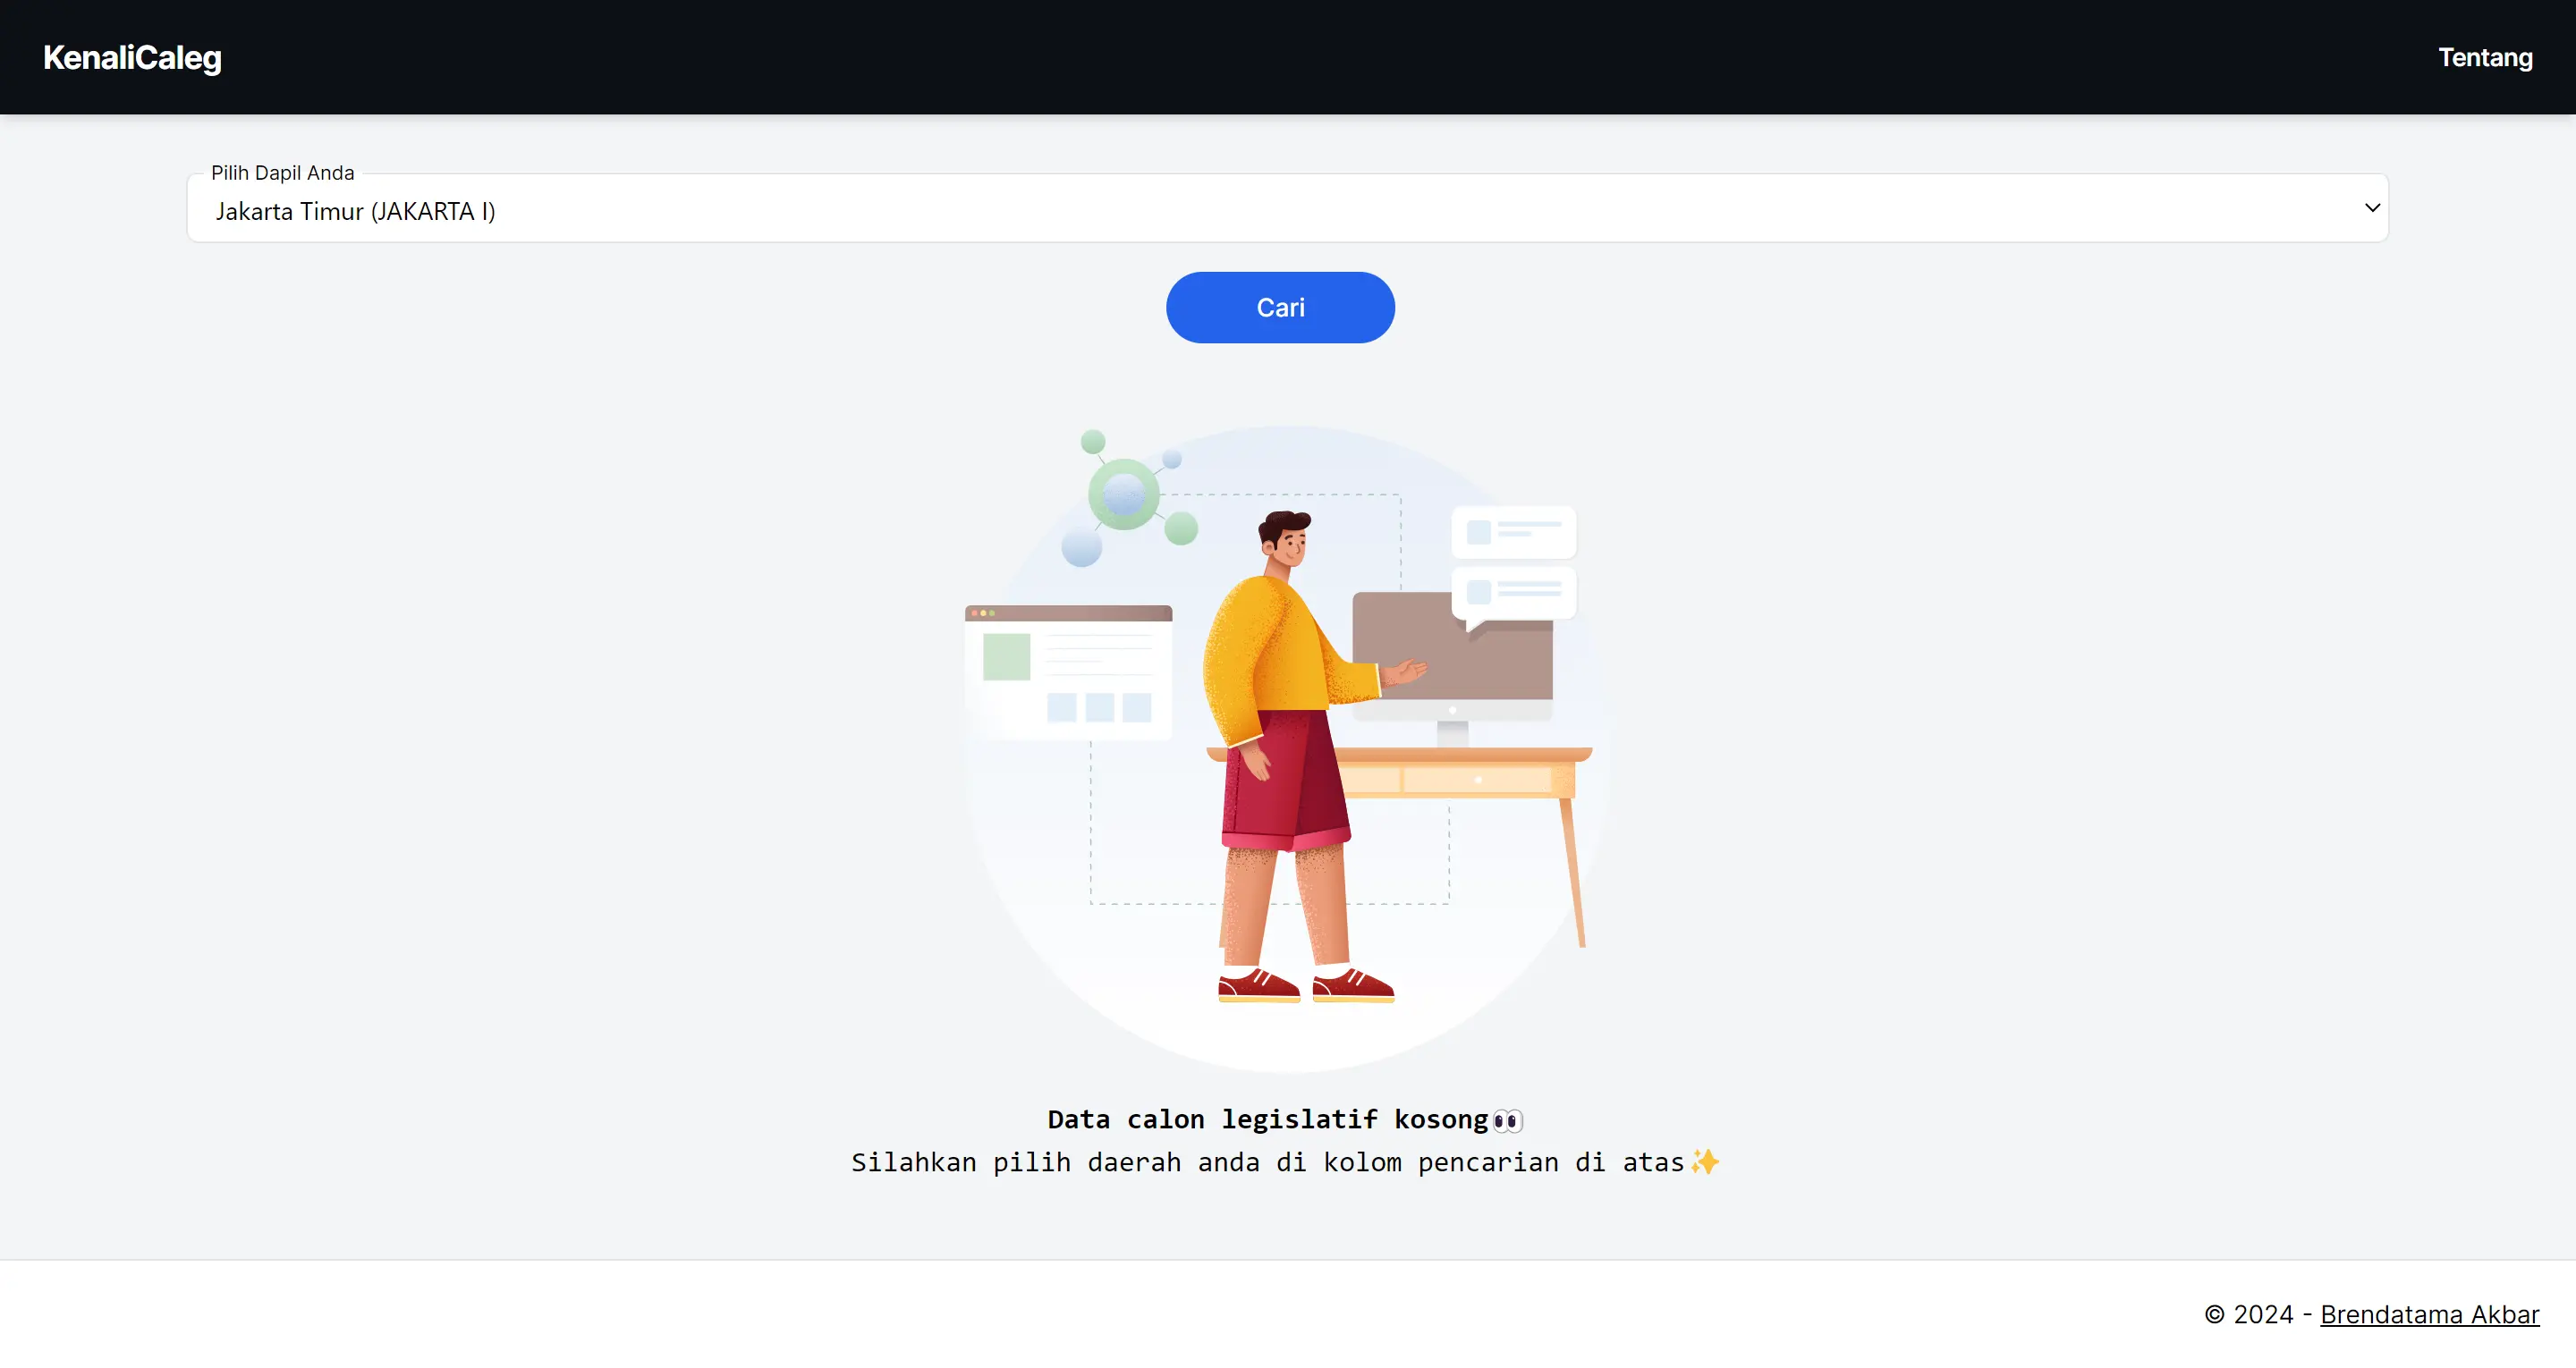 KenaliCaleg
Tentang
Pilih Dapil Anda
Jakarta Timur (JAKARTA I)
Cari
Data calon legislatif kosong👀
Silahkan pilih daerah anda di kolom pencarian di atas✨
© 2024 - Brendatama Akbar